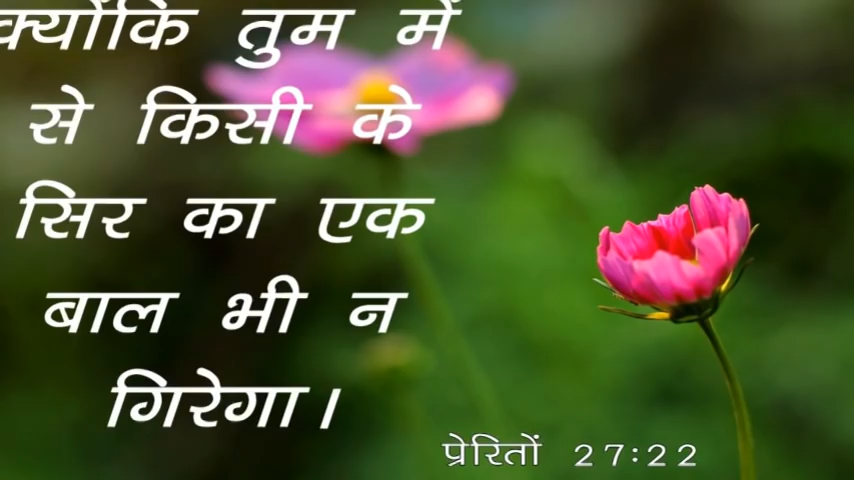 क्योंकि तुम में
से किसी के
सिर का एक
बाल भी न
गिरेगा।
प्रेरितों 27:22